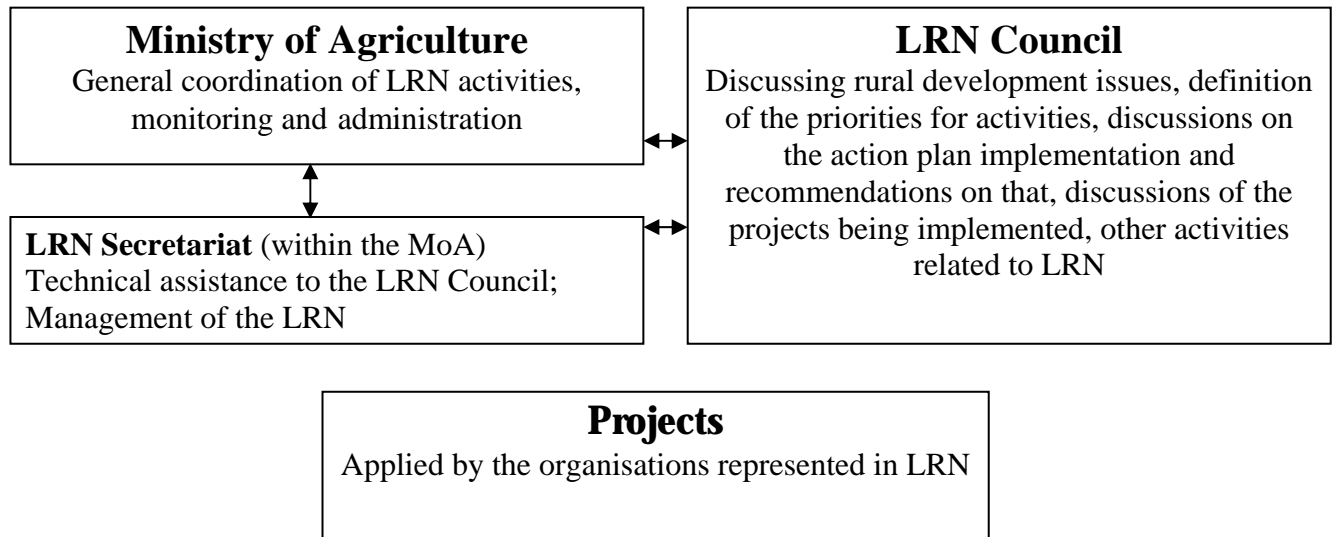 Ministry of Agriculture
General coordination of LRN activities,
monitoring and administration
LRN Secretariat (within the MoA)
Technical assistance to the LRN Council;
Management of the LRN
LRN Council
Discussing rural development issues, definition
of the priorities for activities, discussions on
the action plan implementation and
recommendations on that, discussions of the
projects being implemented, other activities
related to LRN
Projects
Applied by the organisations represented in LRN